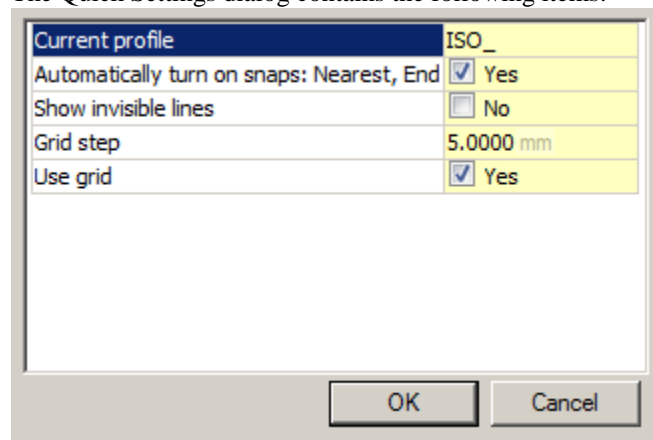 The Quick Settings dialog contains the following items:
Current profile ISO_
Automatically turn on snaps: Nearest, End Yes
Show invisible lines No
Grid step 5.0000 mm
Use grid Yes
OK Cancel